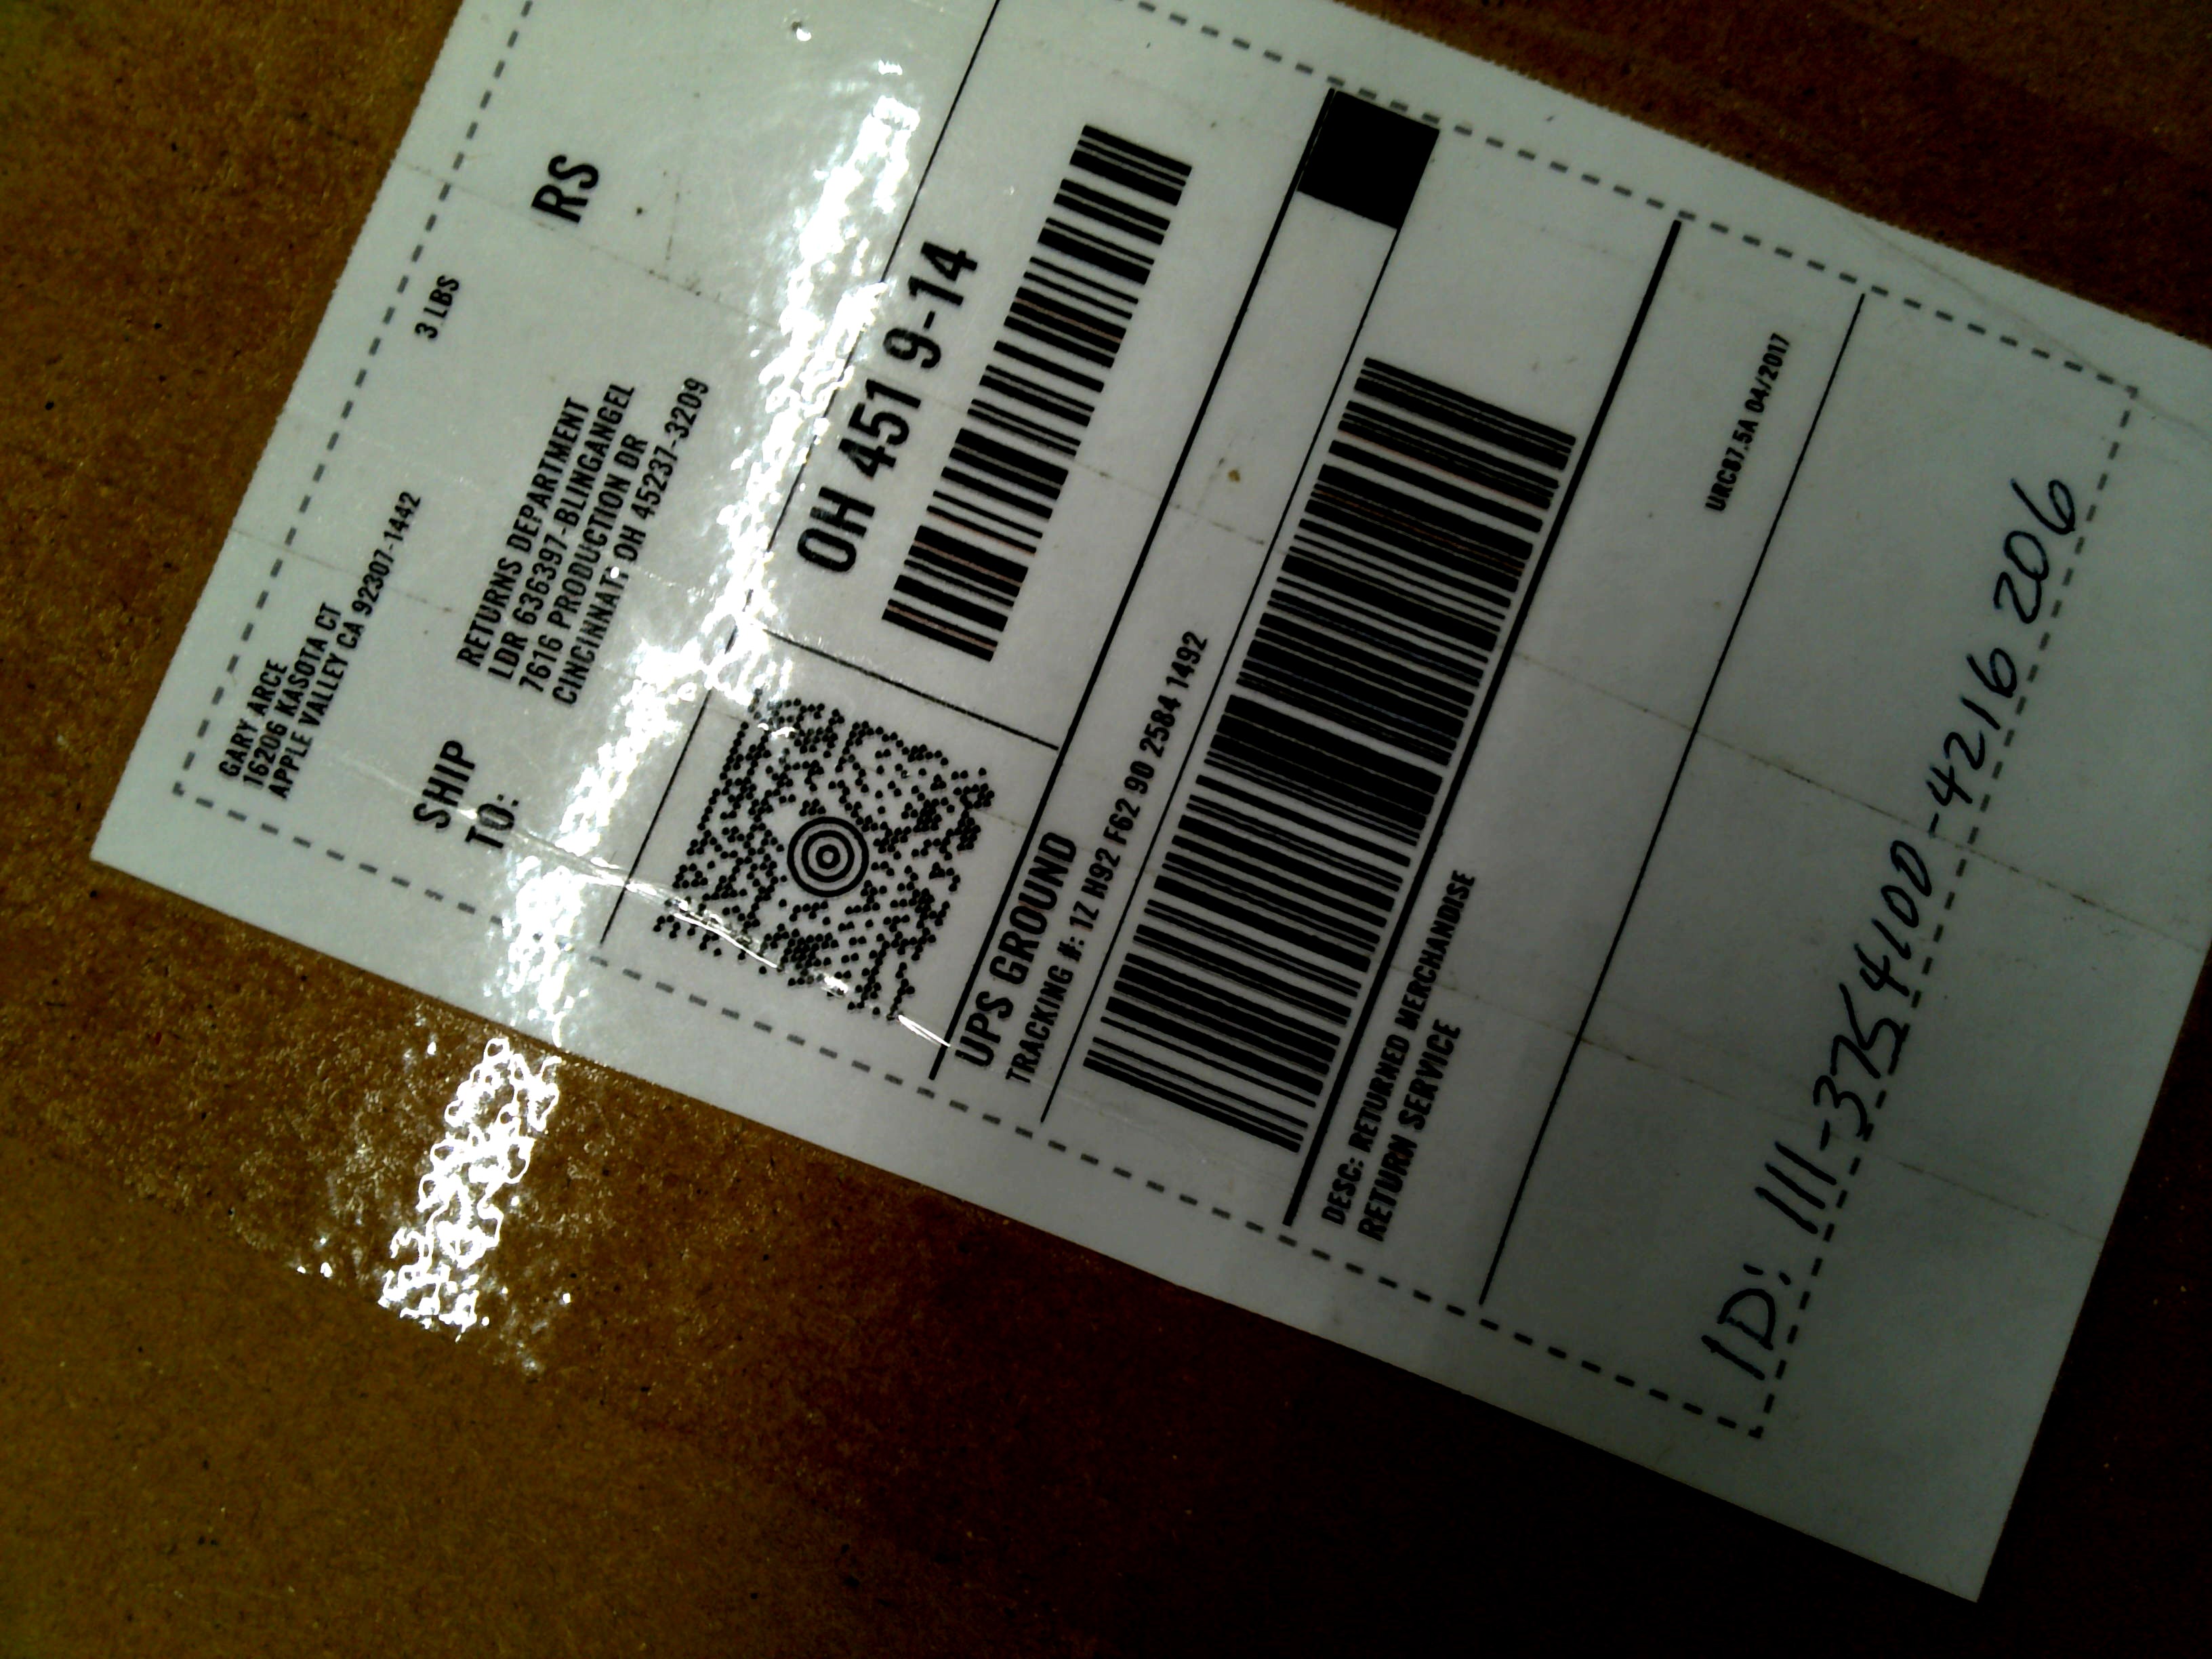 GARY ARCE
16206 KASOTA CT
APPLE VALLEY CA 92307-1442
3 LBS
RS
SHIP
TO:
RETURNS DEPARTMENT
LDR 636397-BLINGANGEL
7616 PRODUCTION DR
CINCINNATI OH 45237-3209
OH 451 9-14
UPS GROUND
TRACKING #: 1Z H92 F62 90 2584 1492
DESC: RETURNED MERCHANDISE
RETURN SERVICE
URC87.5A 04/2017
ID: 111-3754100-4216206